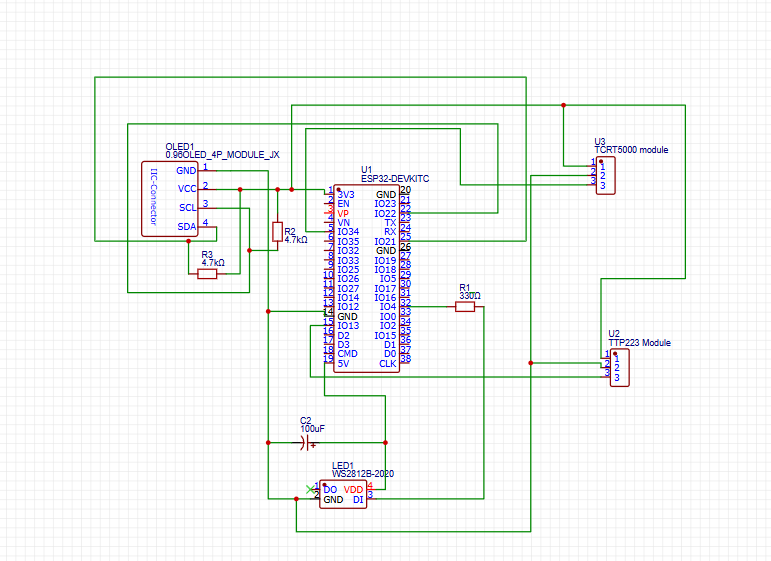 OLED1
0.96OLED_4P_MODULE_JX
IIC-Connector
GND 1
VCC 2
SCL 3
SDA 4
R3
4.7kΩ
R2
4.7kΩ
U1
ESP32-DEVKITC
1 3V3 GND 20
2 EN IO23 21
3 VP IO22 22
4 VN TX 23
5 IO34 RX 24
6 IO35 IO21 25
7 IO32 GND 26
8 IO33 IO19 27
9 IO25 IO18 28
10 IO26 IO5 29
11 IO27 IO17 30
12 IO14 IO16 31
13 IO12 IO4 32
14 GND IO0 33
15 IO13 IO2 34
16 D2 IO15 35
17 D3 D1 36
18 CMD D0 37
19 5V CLK 38
R1
330Ω
U3
TCRT5000 module
1 1
2 2
3 3
U2
TTP223 Module
1 1
2 2
3 3
C2
100uF
LED1
WS2812B-2020
1 DO VDD 4
2 GND DI 3